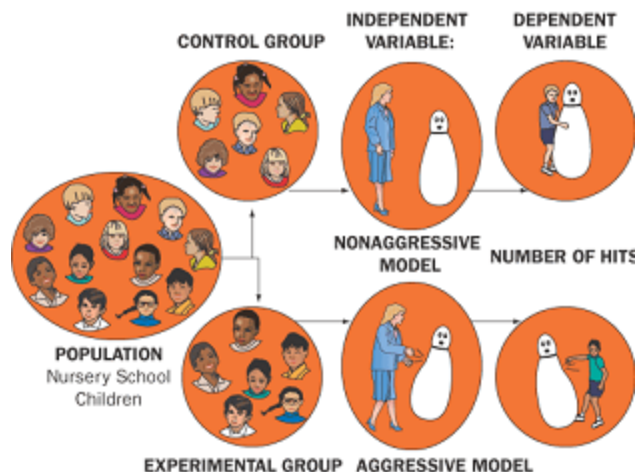 CONTROL GROUP
INDEPENDENT
VARIABLE:
DEPENDENT
VARIABLE
NONAGGRESSIVE
MODEL
NUMBER OF HITS
POPULATION
Nursery School
Children
EXPERIMENTAL GROUP
AGGRESSIVE MODEL